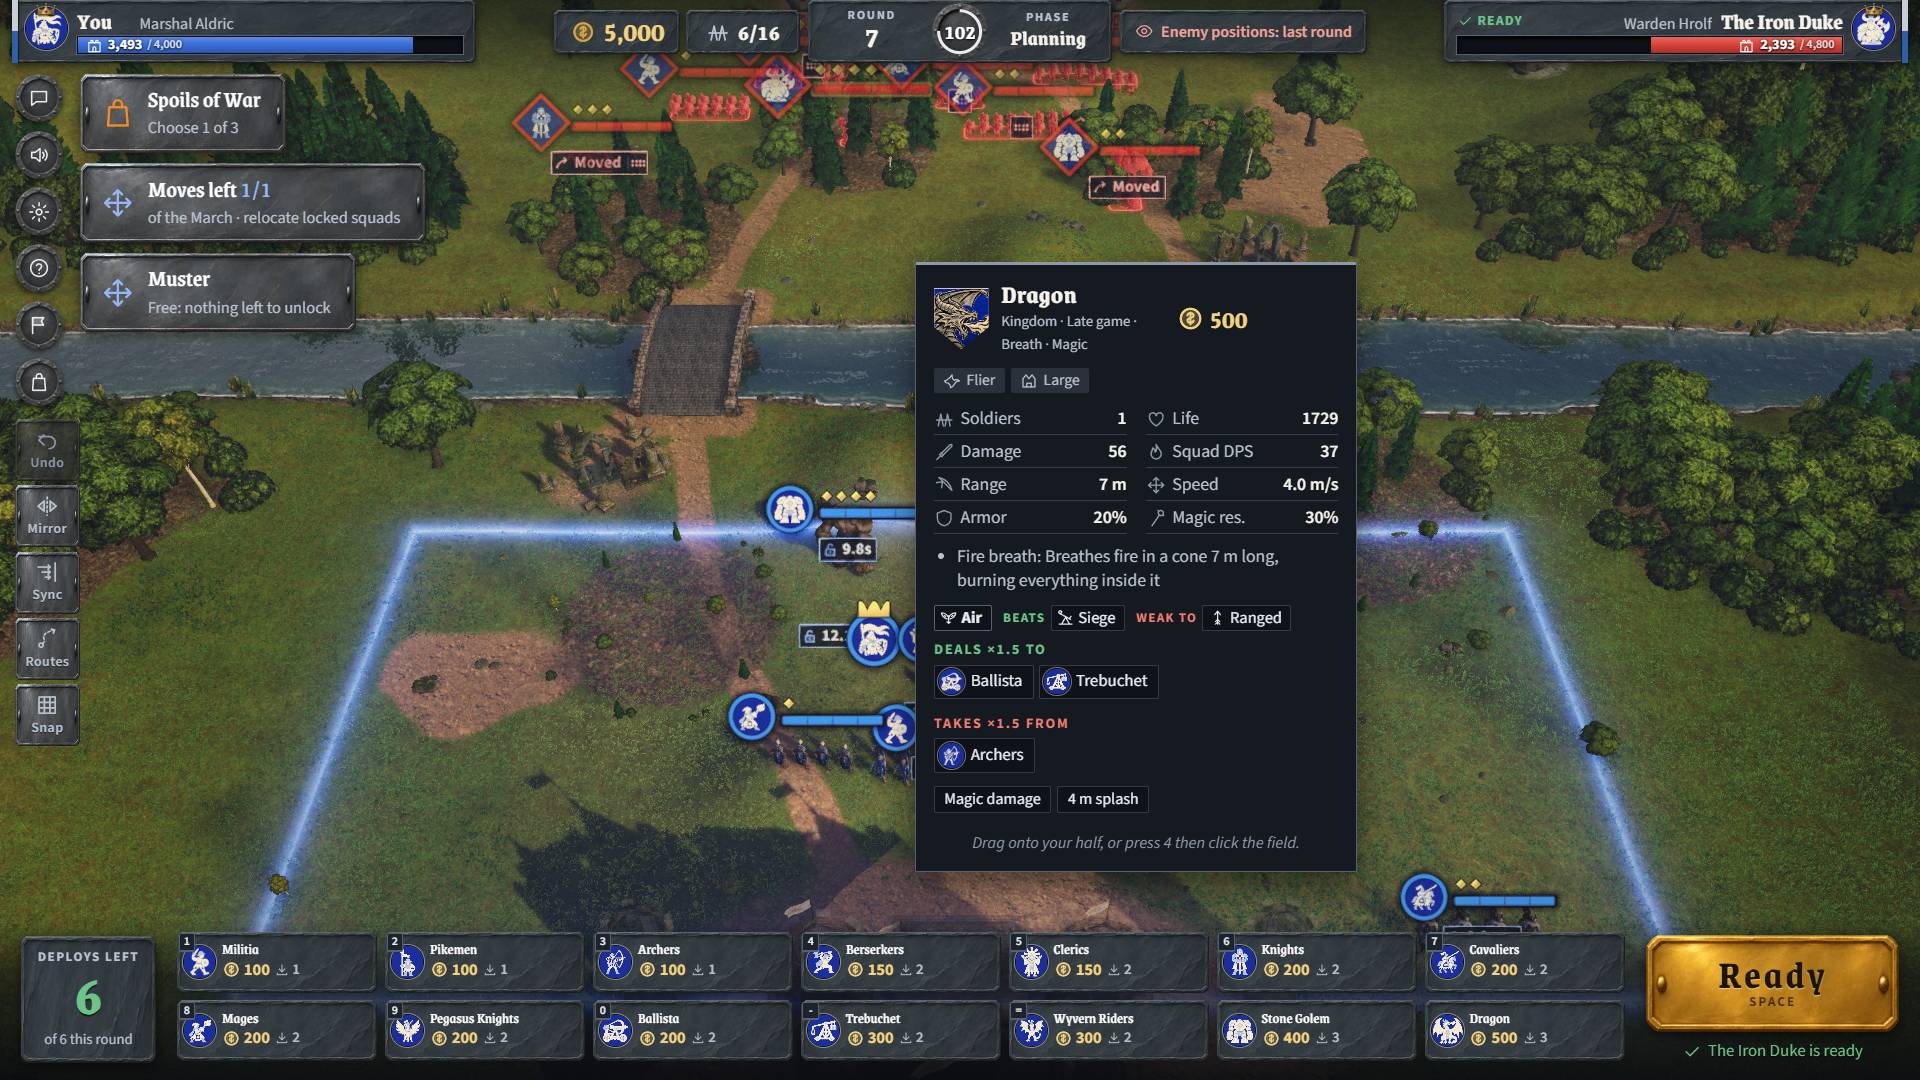 You
Marshal Aldric
3,493 / 4,000
5,000
6/16
ROUND
7
102
PHASE
Planning
Enemy positions: last round
READY
Warden Hrolf
The Iron Duke
2,393 / 4,800
Spoils of War
Choose 1 of 3
Moves left 1/1
of the March · relocate locked squads
Muster
Free: nothing left to unlock
Moved
Moved
Undo
Mirror
Sync
Routes
Snap
9.8s
12.
Dragon
Kingdom · Late game ·
Breath · Magic
500
Flier
Large
Soldiers 1
Life 1729
Damage 56
Squad DPS 37
Range 7 m
Speed 4.0 m/s
Armor 20%
Magic res. 30%
• Fire breath: Breathes fire in a cone 7 m long,
burning everything inside it
Air BEATS Siege WEAK TO Ranged
DEALS ×1.5 TO
Ballista
Trebuchet
TAKES ×1.5 FROM
Archers
Magic damage
4 m splash
Drag onto your half, or press 4 then click the field.
DEPLOYS LEFT
6
of 6 this round
1 Militia
100 1
2 Pikemen
100 1
3 Archers
100 1
4 Berserkers
150 2
5 Clerics
150 2
6 Knights
200 2
7 Cavaliers
200 2
8 Mages
200 2
9 Pegasus Knights
200 2
0 Ballista
200 2
- Trebuchet
300 2
= Wyvern Riders
300 2
Stone Golem
400 3
Dragon
500 3
Ready
SPACE
The Iron Duke is ready